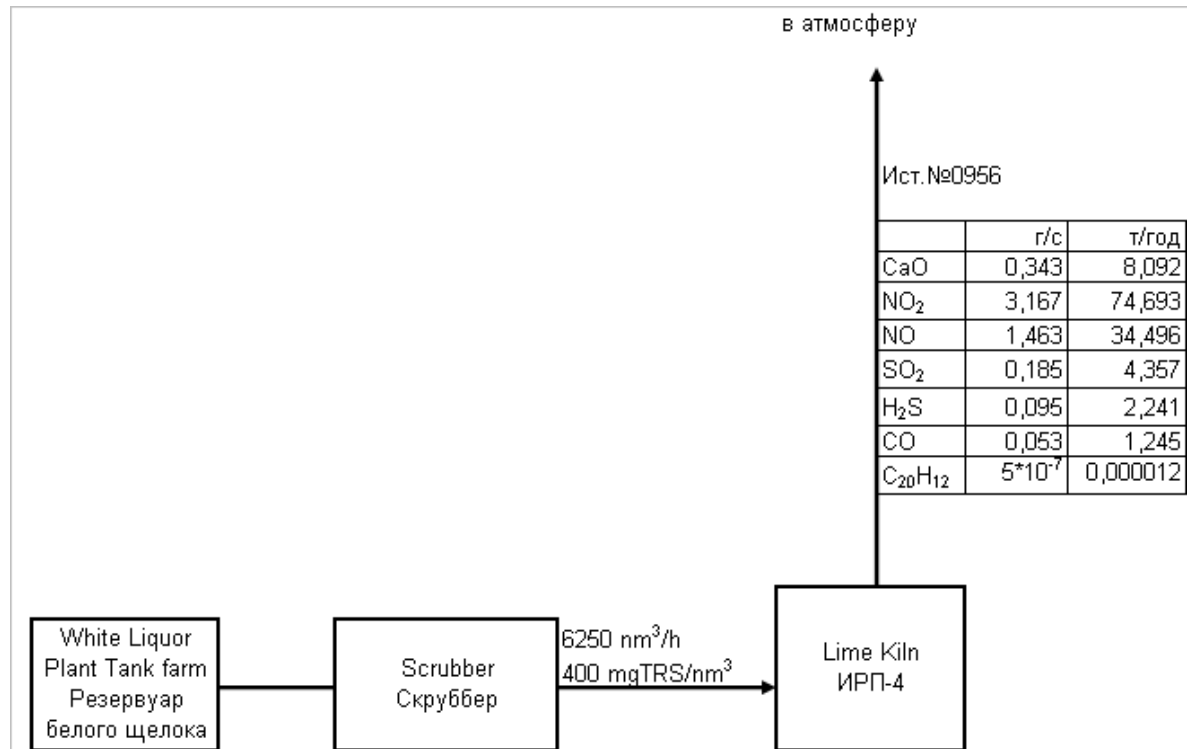 в атмосферу
Ист.№0956
г/с т/год
CaO 0,343 8,092
NO₂ 3,167 74,693
NO 1,463 34,496
SO₂ 0,185 4,357
H₂S 0,095 2,241
CO 0,053 1,245
C₂₀H₁₂ 5*10⁻⁷ 0,000012
White Liquor
Plant Tank farm
Резервуар
белого щелока
Scrubber
Скруббер
6250 nm³/h
400 mgTRS/nm³
Lime Kiln
ИРП-4